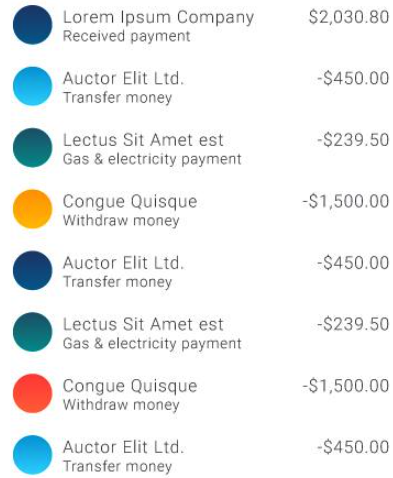 Lorem Ipsum Company $2,030.80
Received payment
Auctor Elit Ltd. -$450.00
Transfer money
Lectus Sit Amet est -$239.50
Gas & electricity payment
Congue Quisque -$1,500.00
Withdraw money
Auctor Elit Ltd. -$450.00
Transfer money
Lectus Sit Amet est -$239.50
Gas & electricity payment
Congue Quisque -$1,500.00
Withdraw money
Auctor Elit Ltd. -$450.00
Transfer money